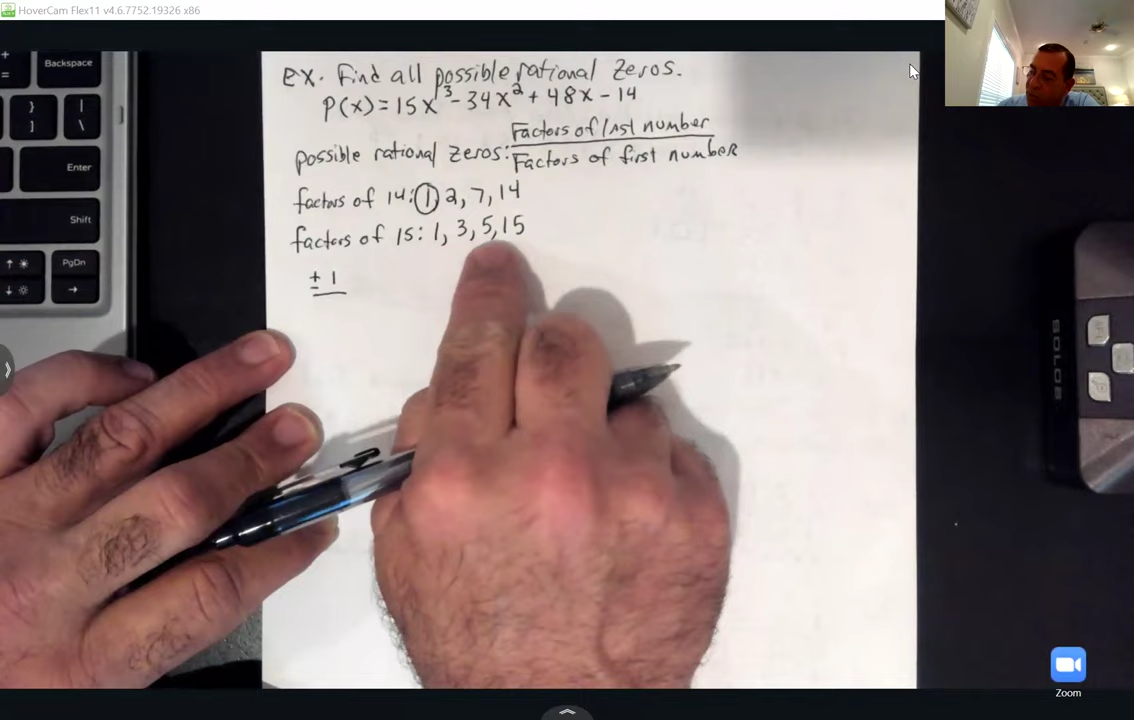 HoverCam Flex11 v4.6.7752.19326 x86
ex. Find all possible rational zeros.
P(x) = 15x³ - 34x² + 48x - 14
possible rational zeros: Factors of last number
Factors of first number
factors of 14: 1, 2, 7, 14
factors of 15: 1, 3, 5, 15
± 1
+
=
Backspace
}
]
|
\
Enter
Shift
PgDn
SOLOS
Zoom